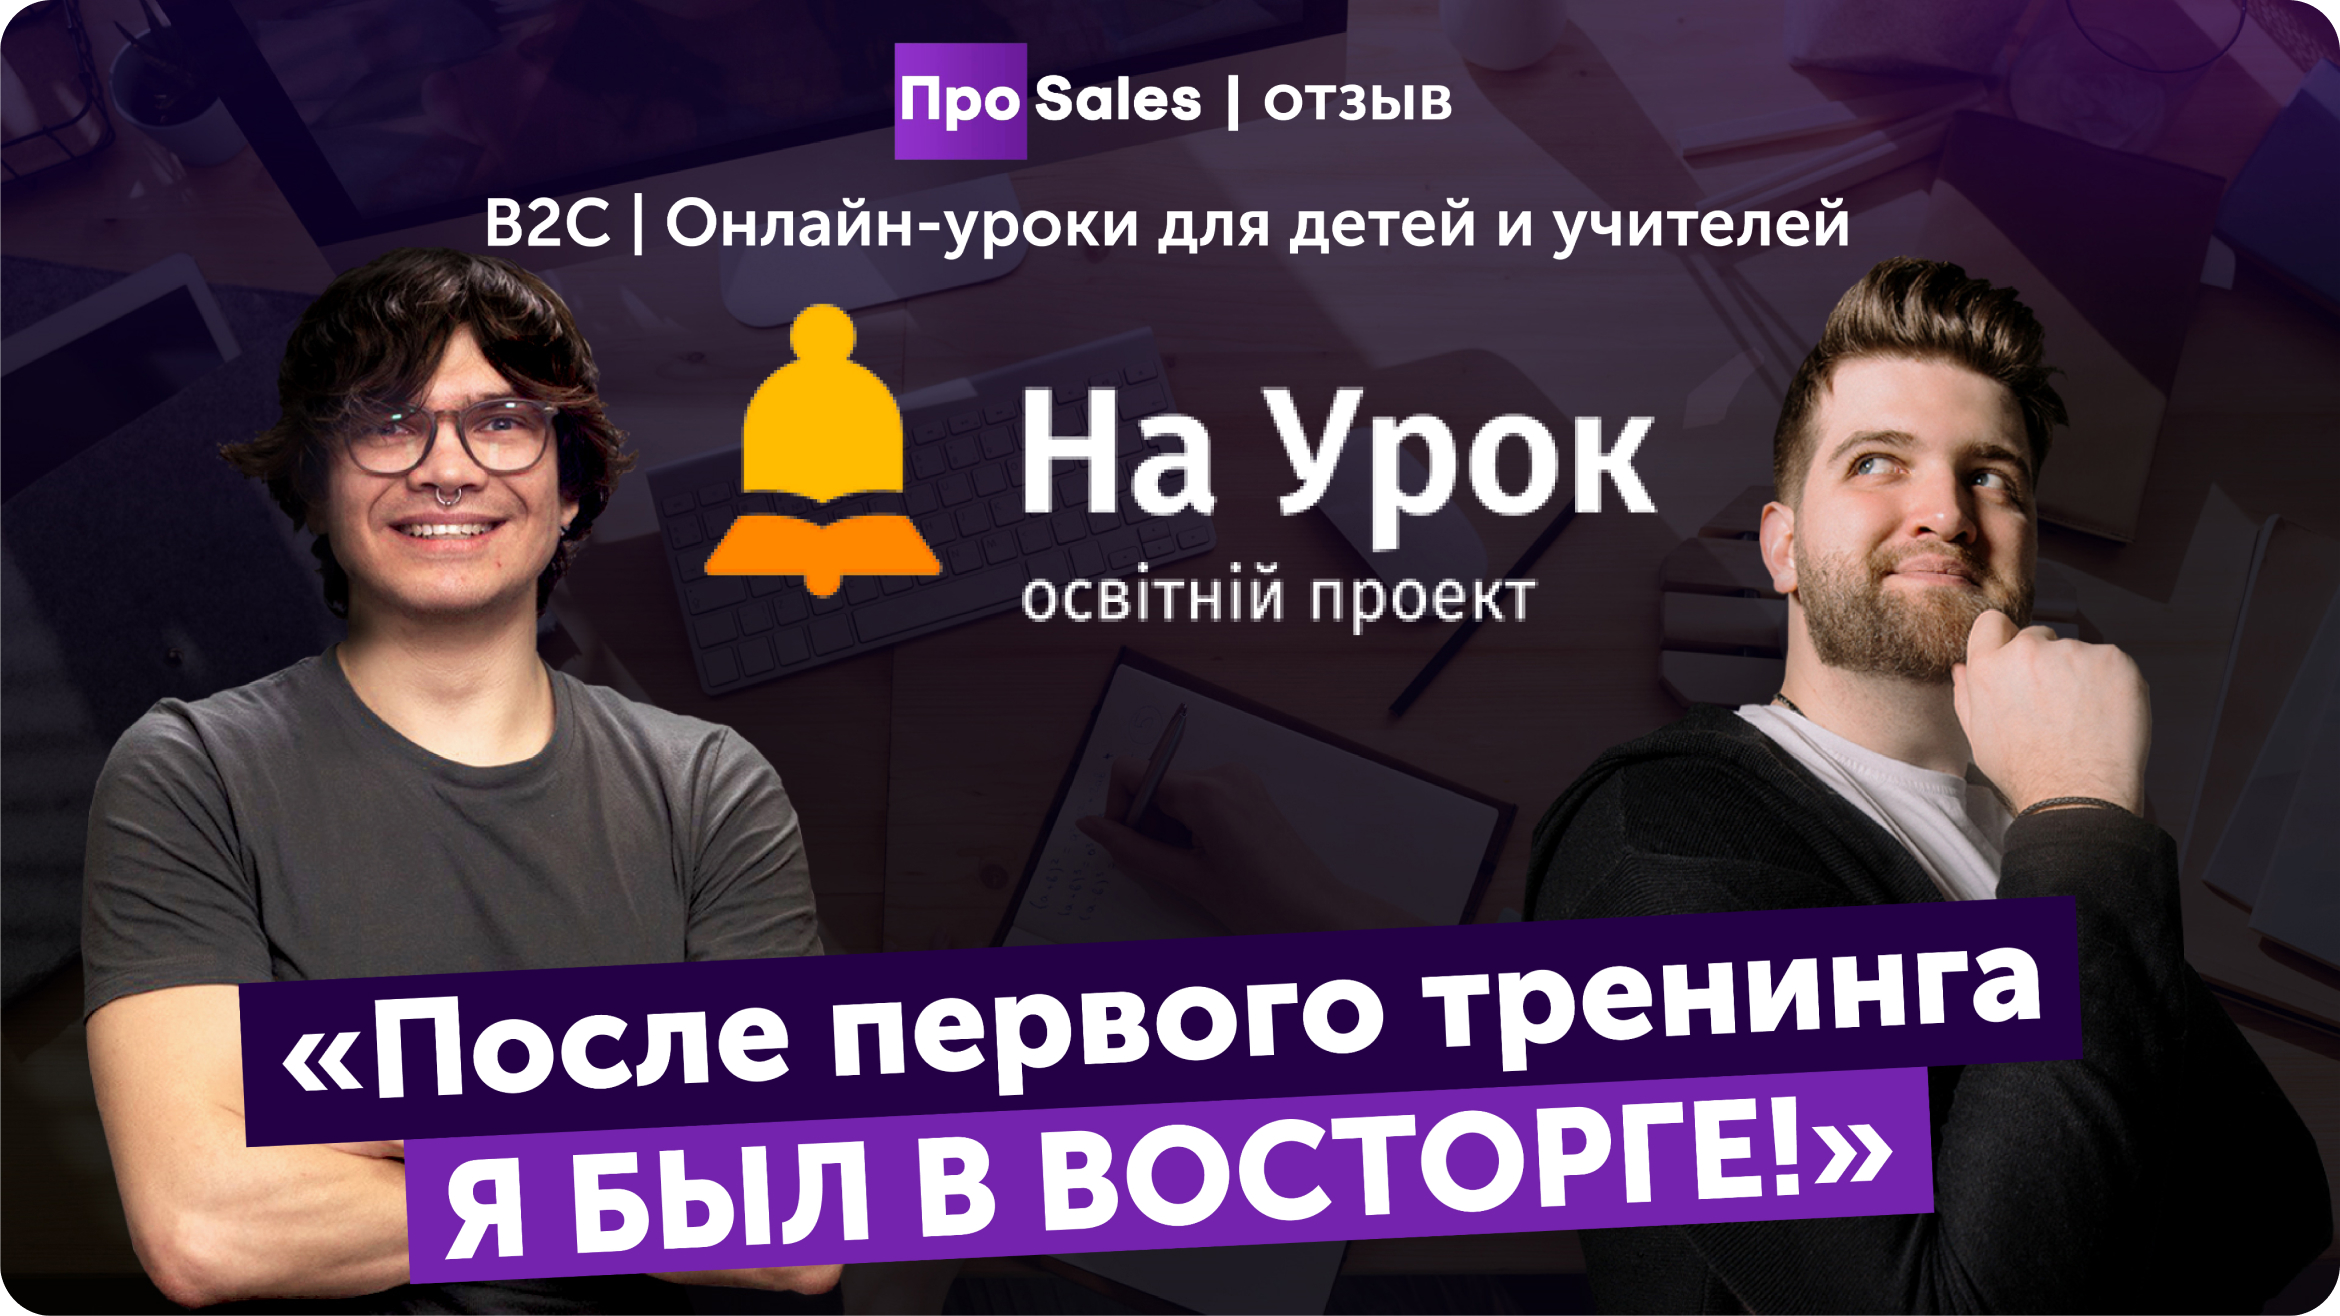 Про Sales | отзыв
B2C | Онлайн-уроки для детей и учителей
На Урок
освітній проект
«После первого тренинга
Я БЫЛ В ВОСТОРГЕ!»